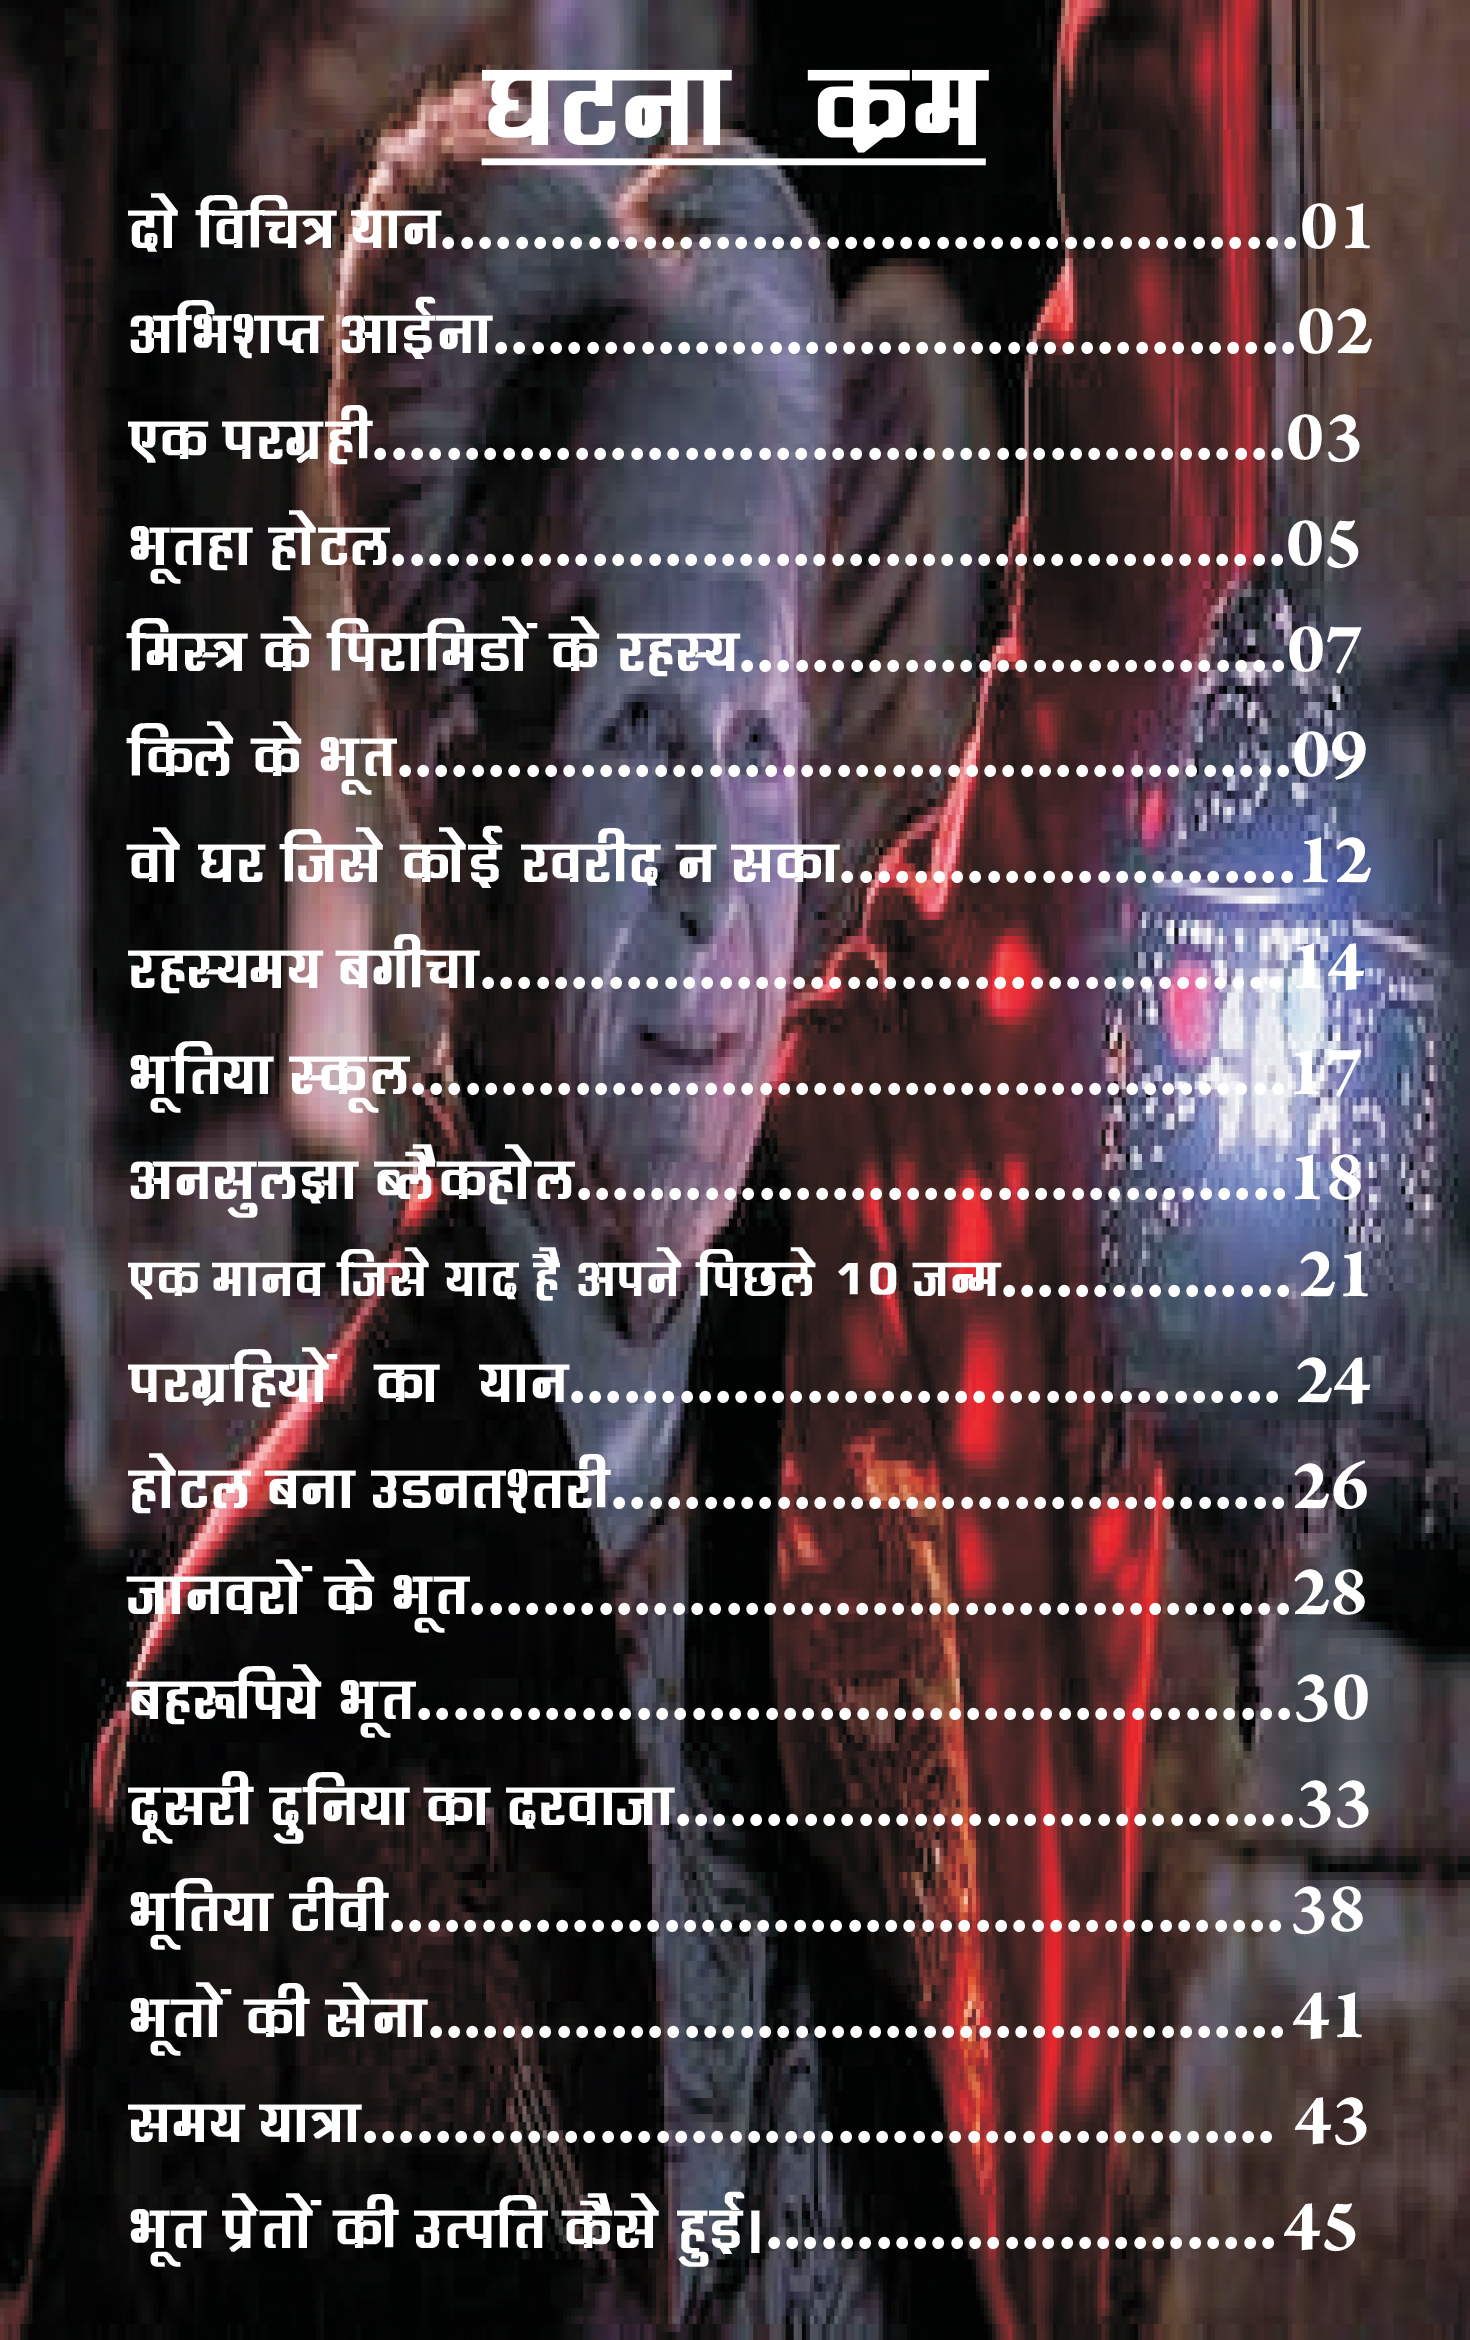 घटना क्रम
दो विचित्र यान.................................................01
अभिशप्त आईना.............................................02
एक परग्रही...................................................03
भूतहा होटल..................................................05
मिस्त्र के पिरामिडों के रहस्य..............................07
किले के भूत..................................................09
वो घर जिसे कोई खरीद न सका.........................12
रहस्यमय बगीचा.............................................14
भूतिया स्कूल.................................................17
अनसुलझा ब्लैकहोल.......................................18
एक मानव जिसे याद है अपने पिछले 10 जन्म................21
परग्रहियों का यान....................................... 24
होटल बना उडनतश्तरी.....................................26
जानवरों के भूत..............................................28
बहरूपिये भूत................................................30
दूसरी दुनिया का दरवाजा..................................33
भूतिया टीवी.................................................38
भूतों की सेना...............................................41
समय यात्रा.................................................. 43
भूत प्रेतों की उत्पति कैसे हुई।............................45